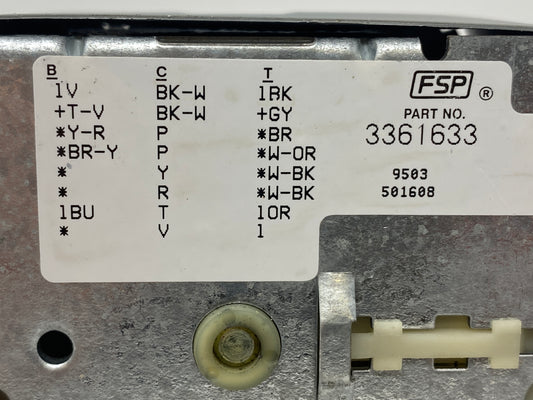 B C T
1V BK-W 1BK
+T-V BK-W +GY
*Y-R P *BR
*BR-Y P *W-OR
* Y *W-BK
* R *W-BK
1BU T 1OR
* V 1
FSP ®
PART NO.
3361633
9503
501608